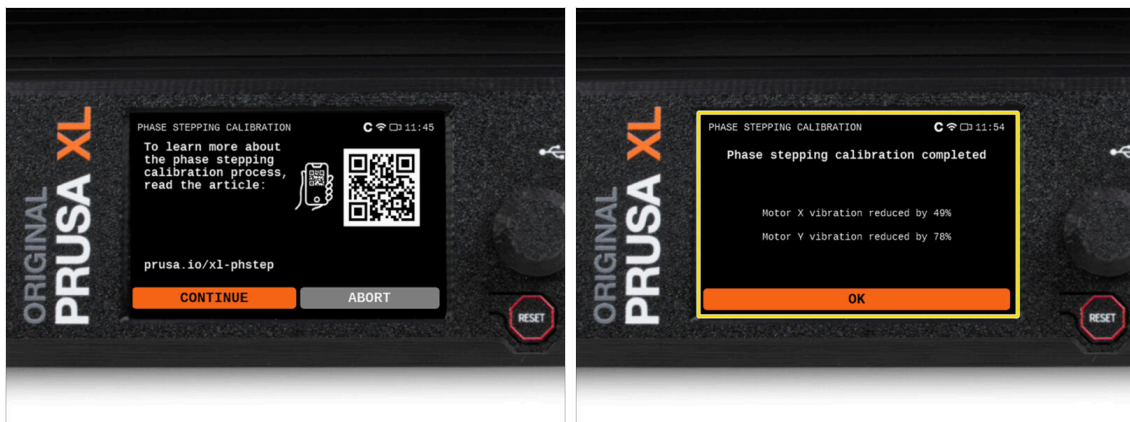 ORIGINAL
PRUSA XL
PHASE STEPPING CALIBRATION
C 11:45
To learn more about
the phase stepping
calibration process,
read the article:
prusa.io/xl-phstep
CONTINUE
ABORT
RESET
ORIGINAL
PRUSA XL
PHASE STEPPING CALIBRATION
C 11:54
Phase stepping calibration completed
Motor X vibration reduced by 49%
Motor Y vibration reduced by 78%
OK
RESET